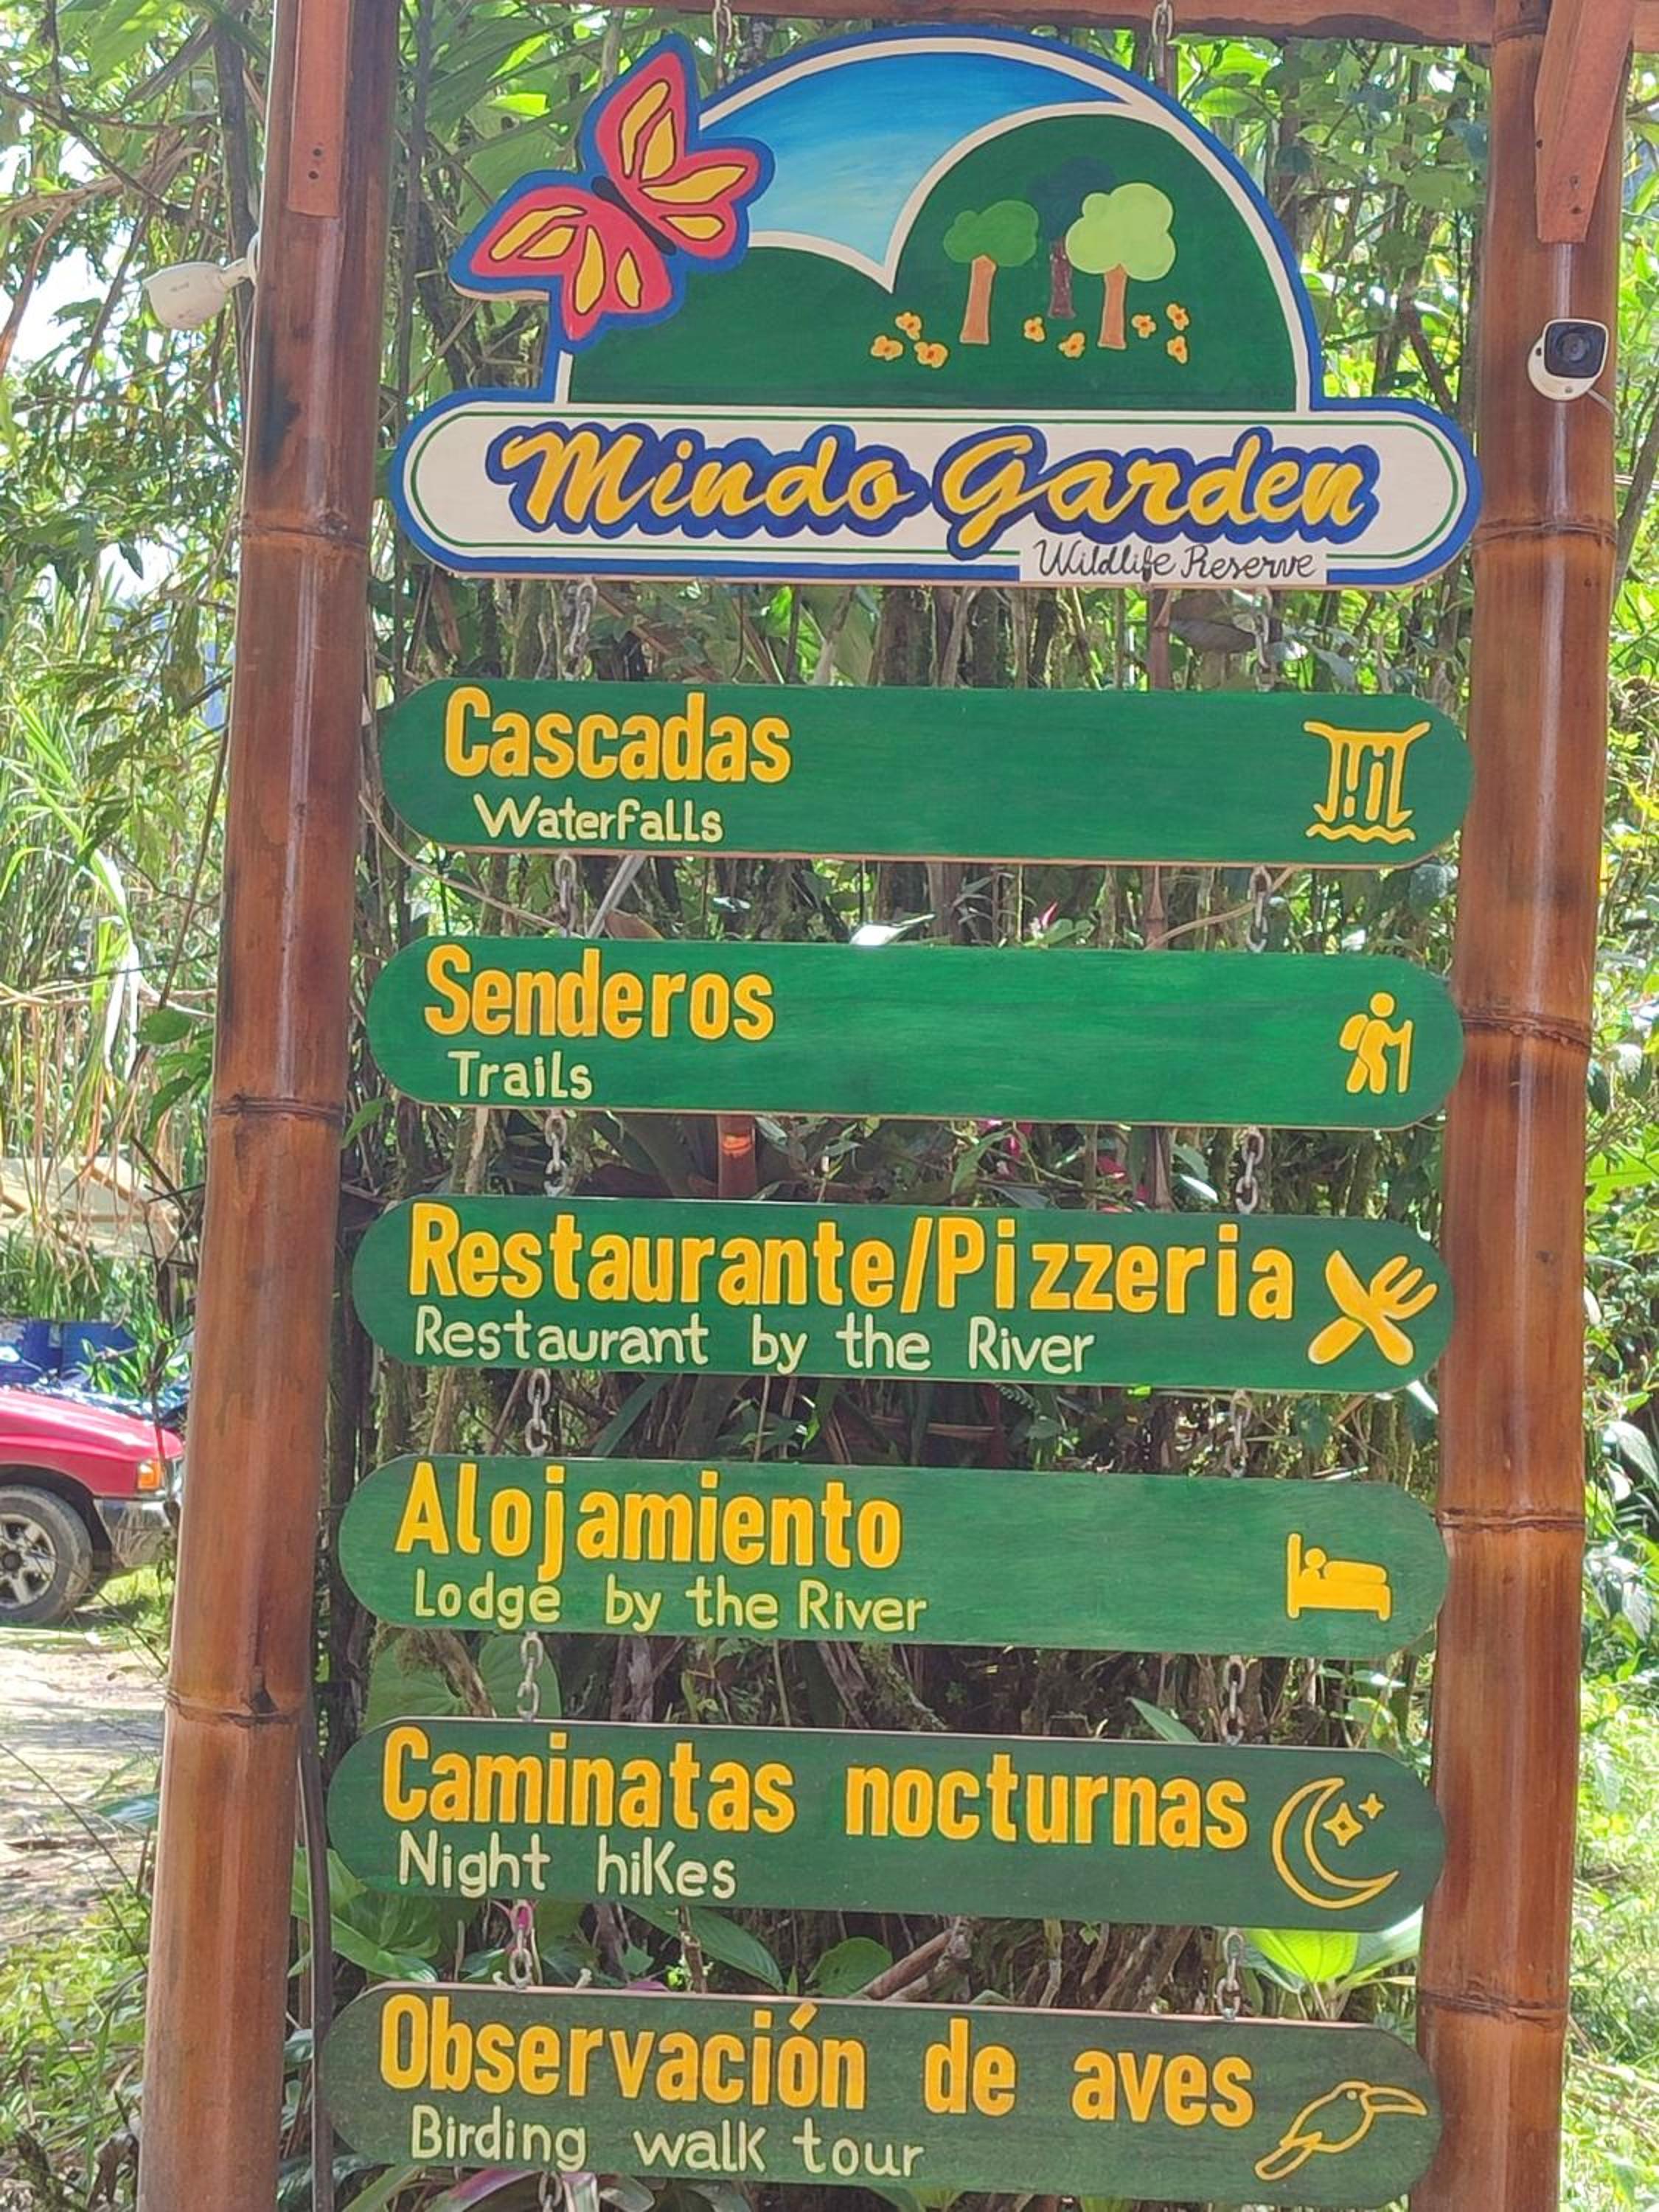 Mindo Garden
Wildlife Reserve
Cascadas
Waterfalls
Senderos
Trails
Restaurante/Pizzeria
Restaurant by the River
Alojamiento
Lodge by the River
Caminatas nocturnas
Night hikes
Observación de aves
Birding walk tour